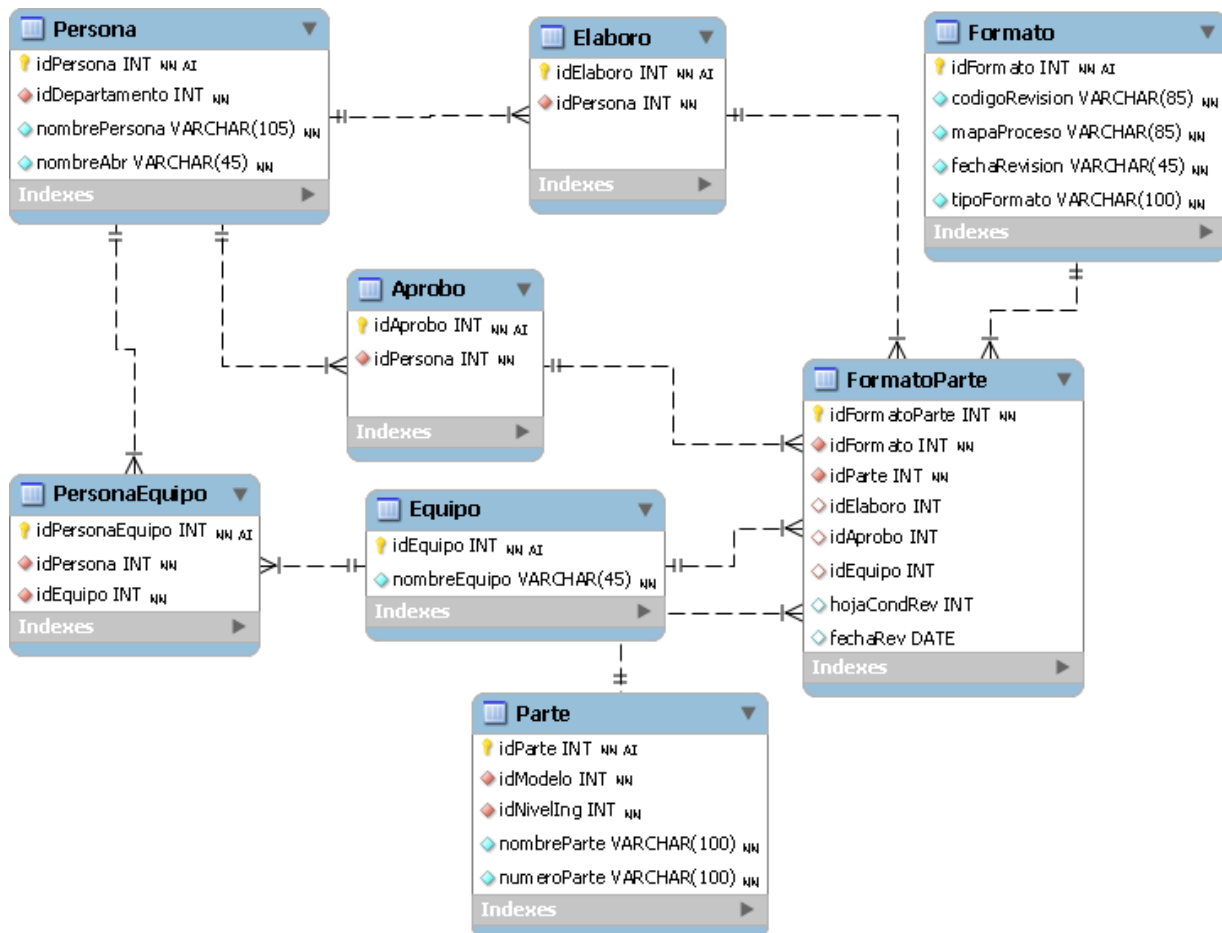 Persona
idPersona INT NN AI
idDepartamento INT NN
nombrePersona VARCHAR(105) NN
nombreAbr VARCHAR(45) NN
Indexes
Elaboro
idElaboro INT NN AI
idPersona INT NN
Indexes
Formato
idFormato INT NN AI
codigoRevision VARCHAR(85) NN
mapaProceso VARCHAR(85) NN
fechaRevision VARCHAR(45) NN
tipoFormato VARCHAR(100) NN
Indexes
Aprobo
idAprobo INT NN AI
idPersona INT NN
Indexes
FormatoParte
idFormatoParte INT NN
idFormato INT NN
idParte INT NN
idElaboro INT
idAprobo INT
idEquipo INT
hojaCondRev INT
fechaRev DATE
Indexes
PersonaEquipo
idPersonaEquipo INT NN AI
idPersona INT NN
idEquipo INT NN
Indexes
Equipo
idEquipo INT NN AI
nombreEquipo VARCHAR(45) NN
Indexes
Parte
idParte INT NN AI
idModelo INT NN
idNivelIng INT NN
nombreParte VARCHAR(100) NN
numeroParte VARCHAR(100) NN
Indexes